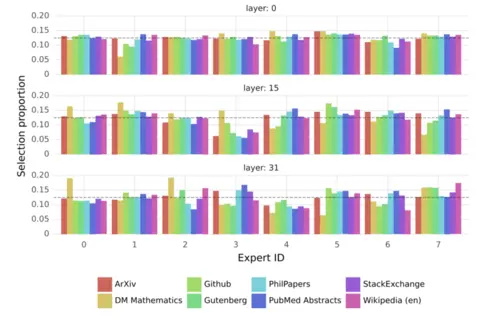 layer: 0
0.20
0.15
0.10
0.05
0
layer: 15
0.20
0.15
0.10
0.05
0
layer: 31
0.20
0.15
0.10
0.05
0
0 1 2 3 4 5 6 7
Selection proportion
Expert ID
ArXiv Github PhilPapers StackExchange
DM Mathematics Gutenberg PubMed Abstracts Wikipedia (en)